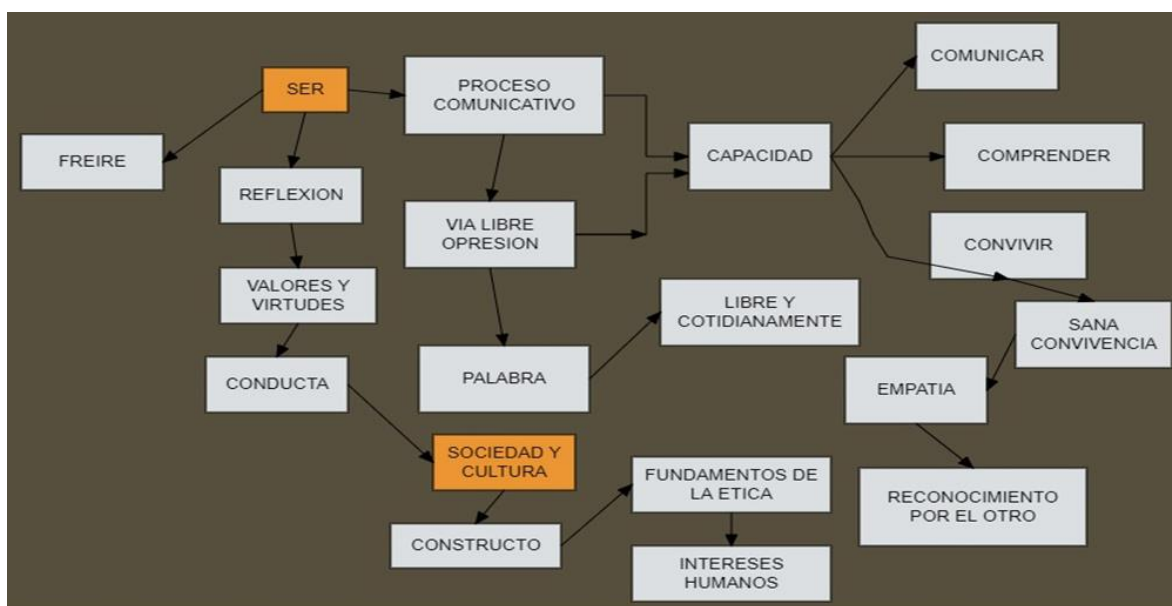 SER
PROCESO
COMUNICATIVO
COMUNICAR
FREIRE
REFLEXION
CAPACIDAD
COMPRENDER
VIA LIBRE
OPRESION
CONVIVIR
VALORES Y
VIRTUDES
LIBRE Y
COTIDIANAMENTE
SANA
CONVIVENCIA
CONDUCTA
PALABRA
EMPATIA
SOCIEDAD Y
CULTURA
FUNDAMENTOS DE
LA ETICA
RECONOCIMIENTO
POR EL OTRO
CONSTRUCTO
INTERESES
HUMANOS